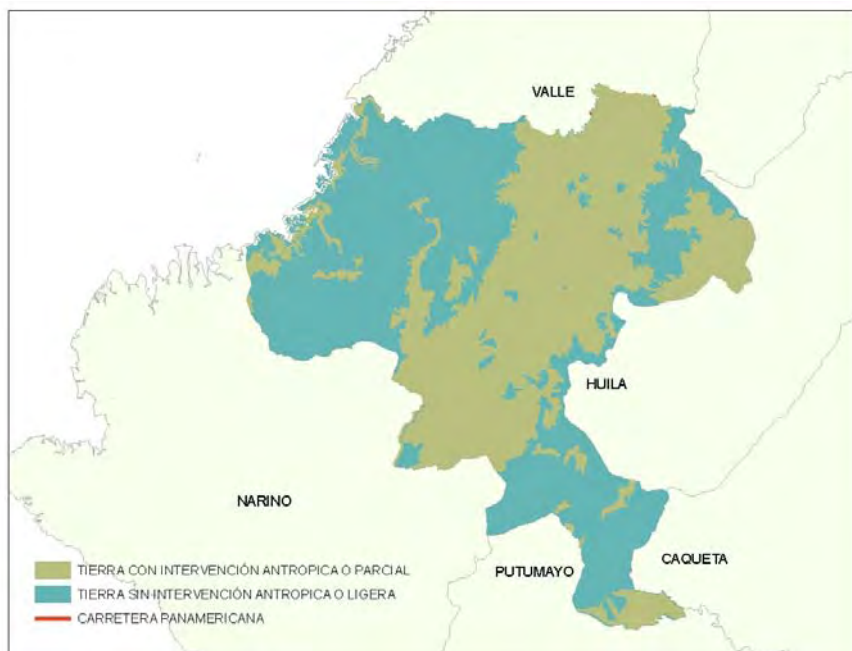 VALLE
HUILA
NARINO
CAQUETA
PUTUMAYO
TIERRA CON INTERVENCIÓN ANTROPICA O PARCIAL
TIERRA SIN INTERVENCIÓN ANTROPICA O LIGERA
CARRETERA PANAMERICANA